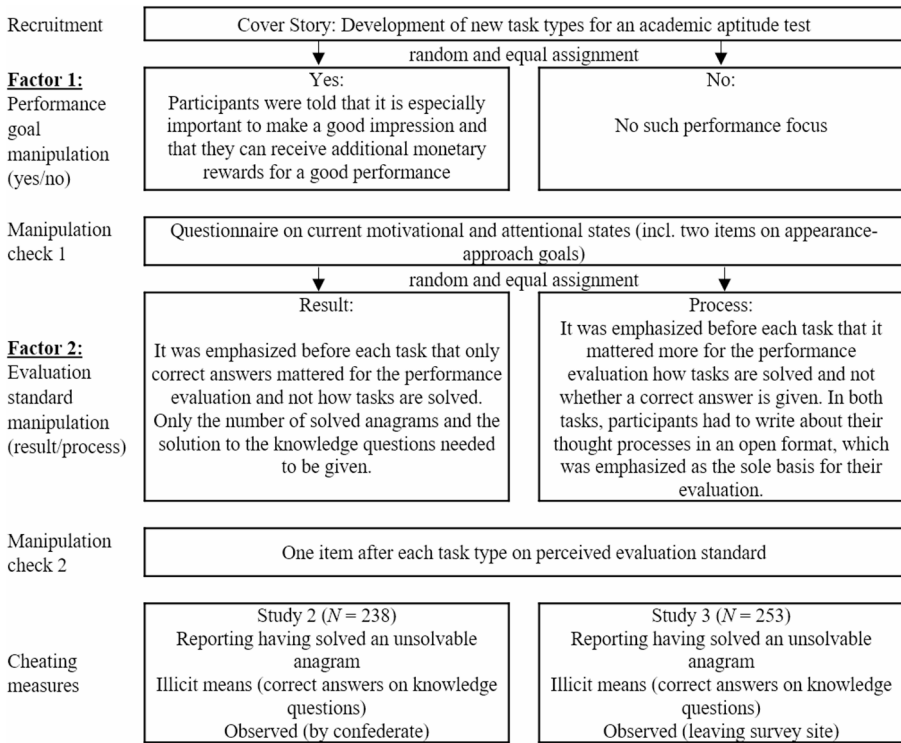 Recruitment
Cover Story: Development of new task types for an academic aptitude test
random and equal assignment
Factor 1:
Performance
goal
manipulation
(yes/no)
Yes:
Participants were told that it is especially
important to make a good impression and
that they can receive additional monetary
rewards for a good performance
No:
No such performance focus
Manipulation
check 1
Questionnaire on current motivational and attentional states (incl. two items on appearance-
approach goals)
random and equal assignment
Factor 2:
Evaluation
standard
manipulation
(result/process)
Result:
It was emphasized before each task that only
correct answers mattered for the performance
evaluation and not how tasks are solved.
Only the number of solved anagrams and the
solution to the knowledge questions needed
to be given.
Process:
It was emphasized before each task that it
mattered more for the performance
evaluation how tasks are solved and not
whether a correct answer is given. In both
tasks, participants had to write about their
thought processes in an open format, which
was emphasized as the sole basis for their
evaluation.
Manipulation
check 2
One item after each task type on perceived evaluation standard
Cheating
measures
Study 2 (N = 238)
Reporting having solved an unsolvable
anagram
Illicit means (correct answers on knowledge
questions)
Observed (by confederate)
Study 3 (N = 253)
Reporting having solved an unsolvable
anagram
Illicit means (correct answers on knowledge
questions)
Observed (leaving survey site)